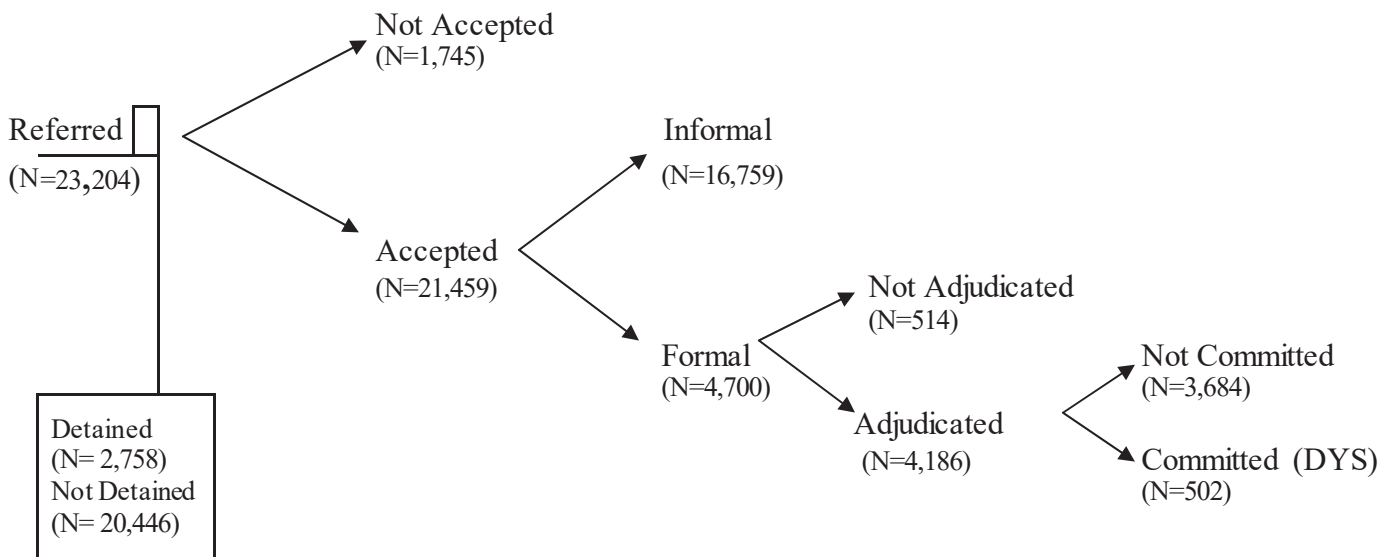 Not Accepted
(N=1,745)
Referred
(N=23,204)
Informal
(N=16,759)
Accepted
(N=21,459)
Not Adjudicated
(N=514)
Formal
(N=4,700)
Not Committed
(N=3,684)
Adjudicated
(N=4,186)
Committed (DYS)
(N=502)
Detained
(N= 2,758)
Not Detained
(N= 20,446)